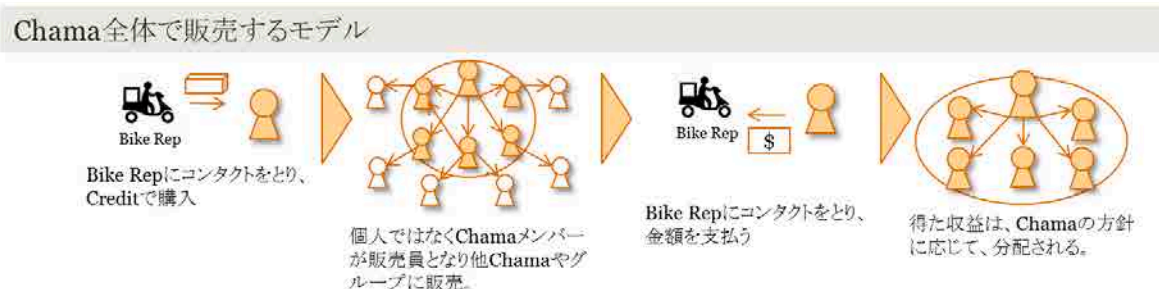 Chama全体で販売するモデル
Bike Rep
Bike Repにコンタクトをとり、
Creditで購入
個人ではなくChamaメンバー
が販売員となり他Chamaやグ
ループに販売。
Bike Rep
$
Bike Repにコンタクトをとり、
金額を支払う
得た収益は、Chamaの方針
に応じて、分配される。